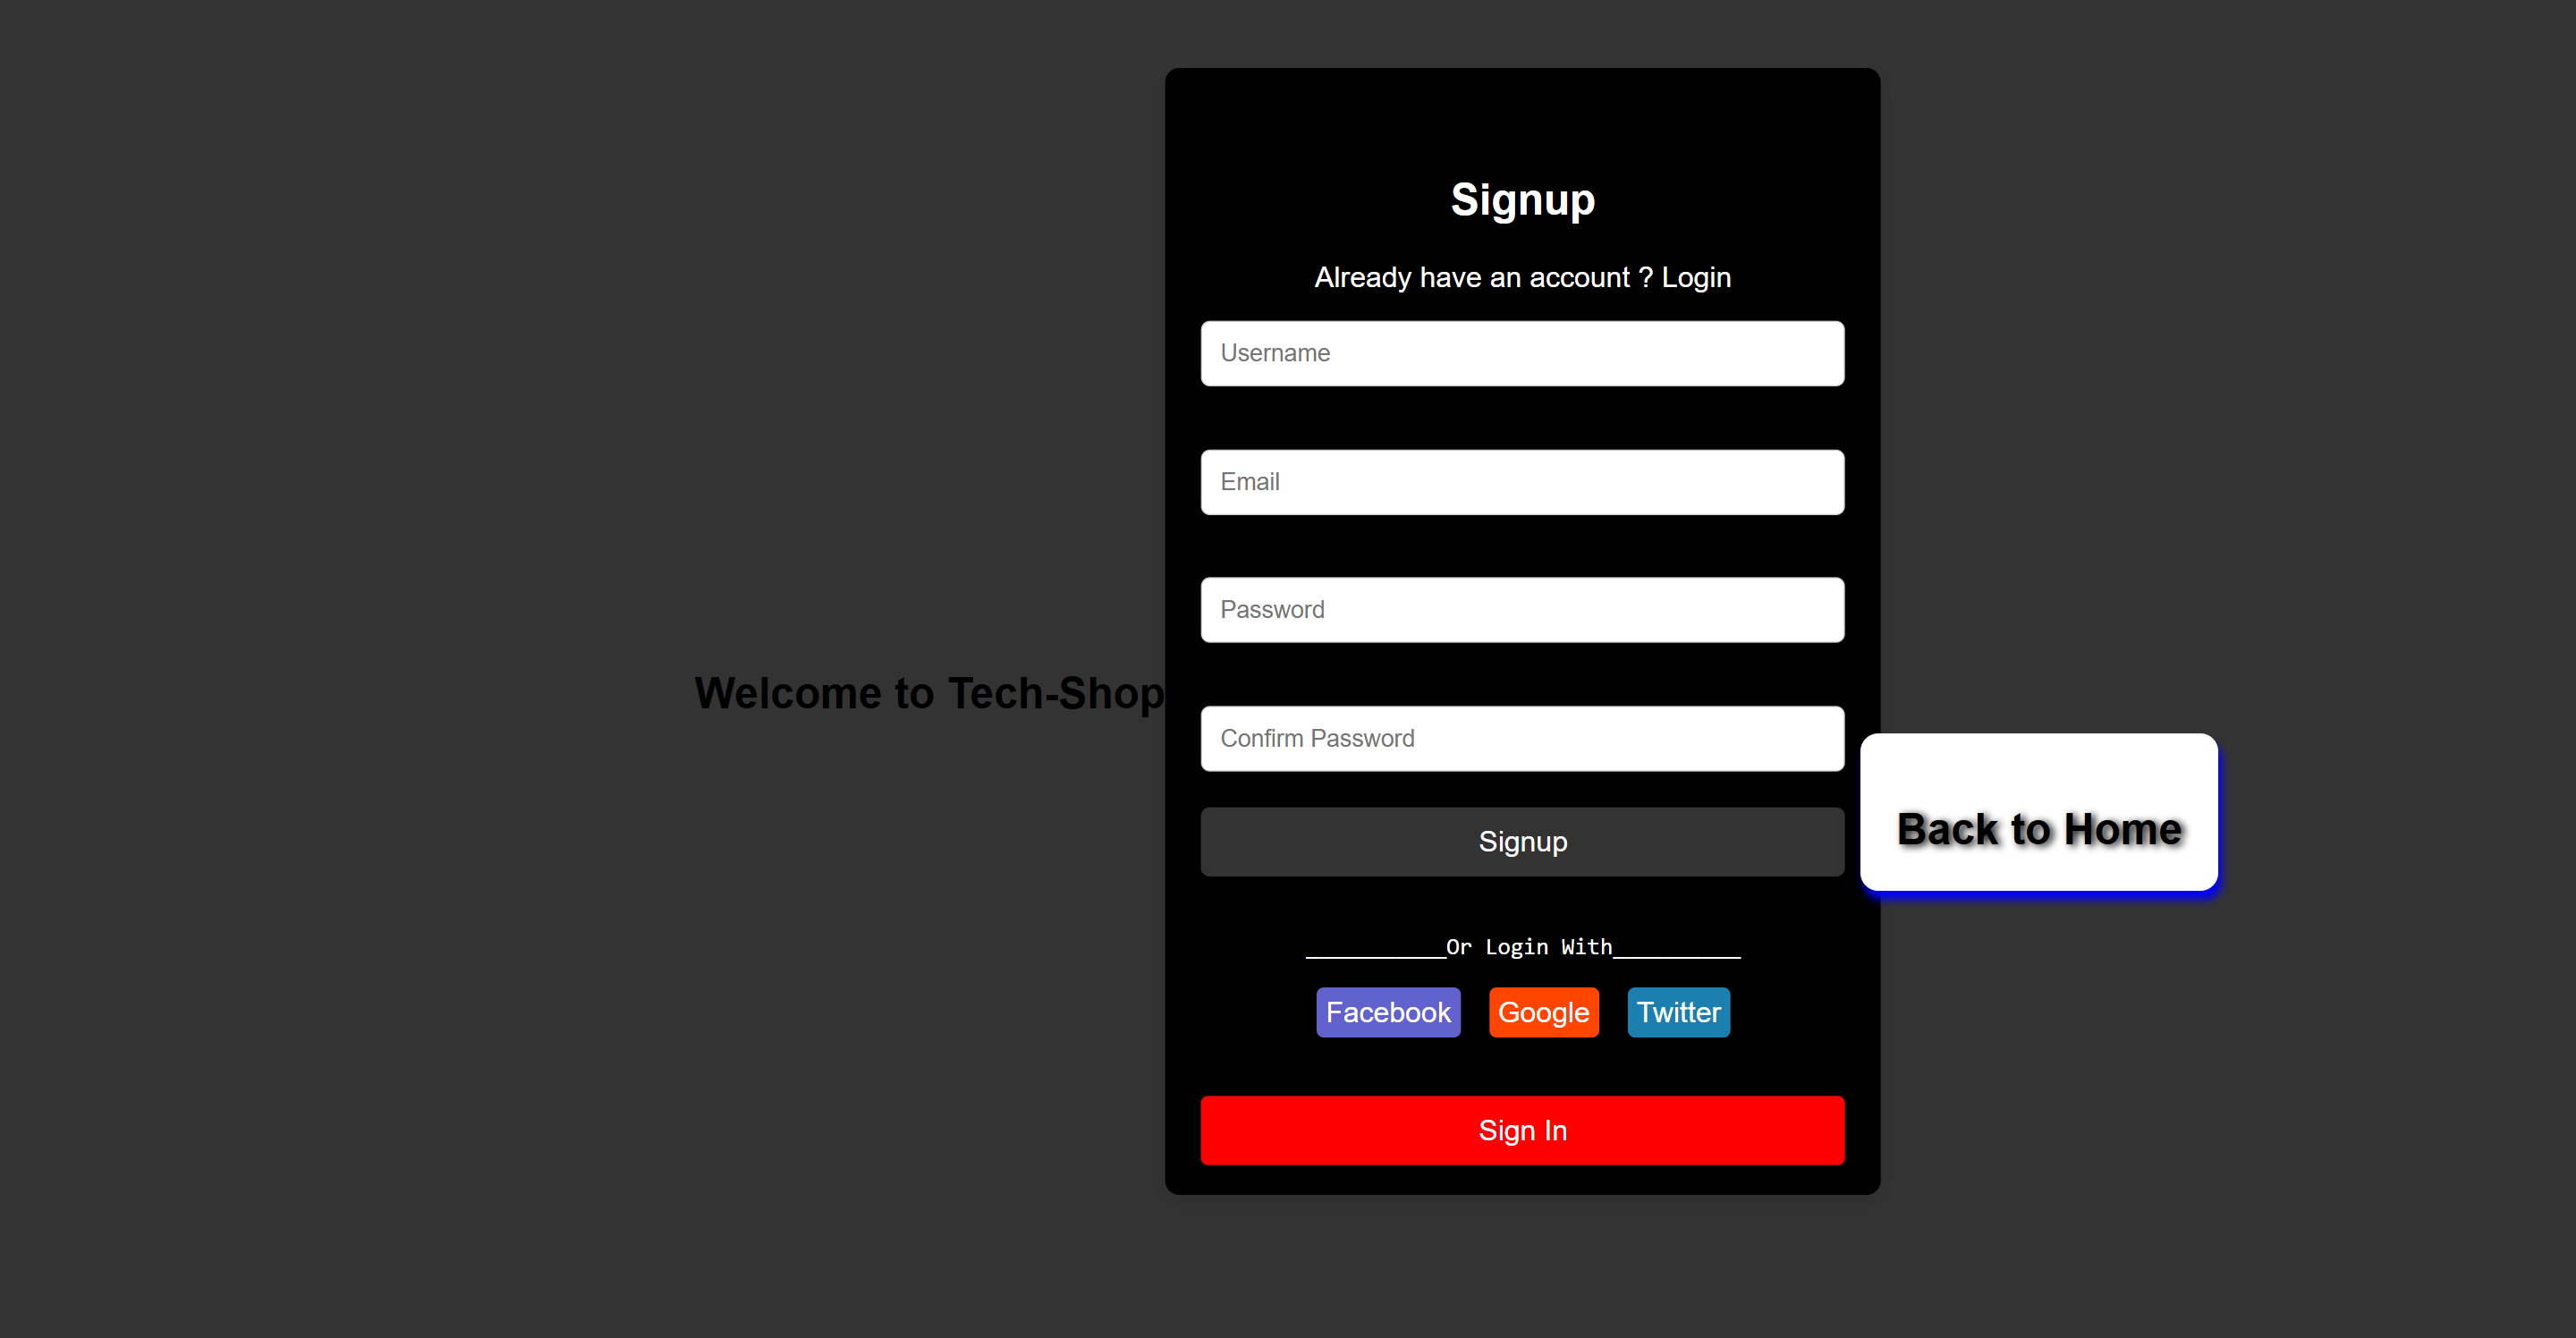 Signup
Already have an account ? Login
Username
Email
Password
Welcome to Tech-Shop
Confirm Password
Back to Home
Signup
___________Or Login With__________
Facebook Google Twitter
Sign In